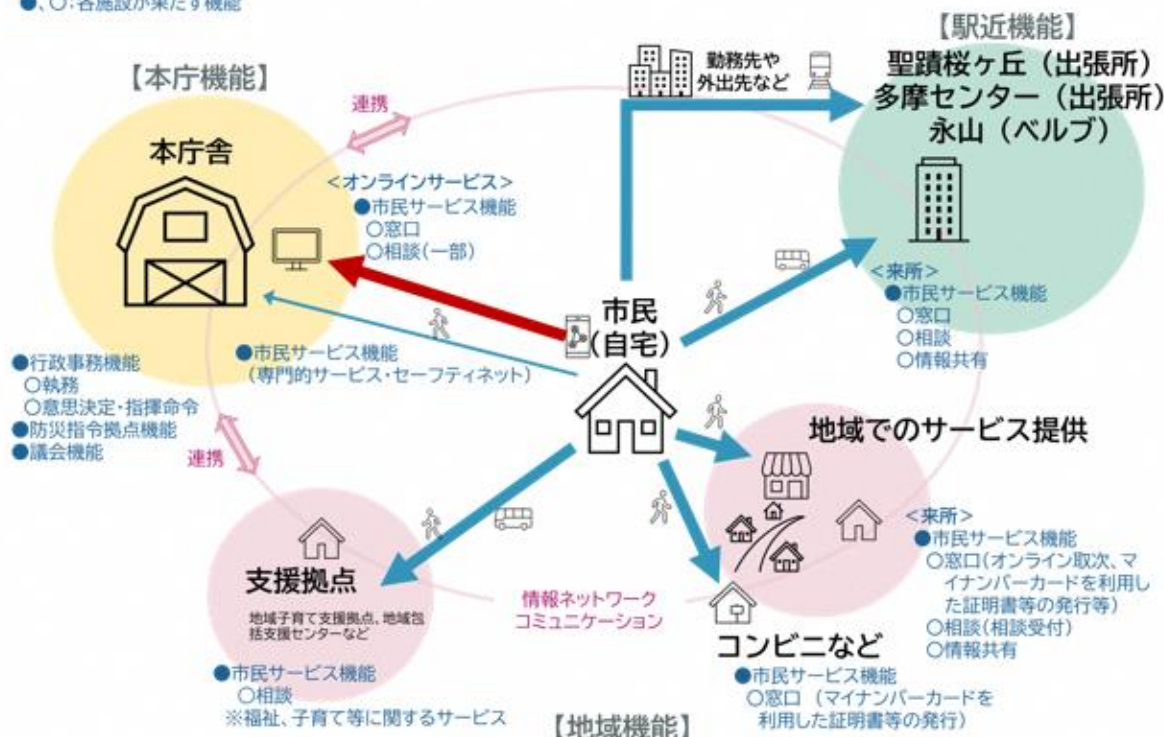 ●、○:各施設が果たす機能
【駅近機能】
聖蹟桜ヶ丘（出張所）
多摩センター（出張所）
永山（ベルブ）
勤務先や
外出先など
【本庁機能】
連携
本庁舎
＜オンラインサービス＞
●市民サービス機能
○窓口
○相談(一部)
＜来所＞
●市民サービス機能
○窓口
○相談
○情報共有
市民
(自宅)
●市民サービス機能
（専門的サービス・セーフティネット）
●行政事務機能
○執務
○意思決定・指揮命令
●防災指令拠点機能
●議会機能
連携
地域でのサービス提供
＜来所＞
●市民サービス機能
○窓口(オンライン取次、マ
イナンバーカードを利用し
た証明書等の発行等)
○相談(相談受付)
○情報共有
支援拠点
地域子育て支援拠点、地域包
括支援センターなど
●市民サービス機能
○相談
※福祉、子育て等に関するサービス
情報ネットワーク
コミュニケーション
コンビニなど
●市民サービス機能
○窓口（マイナンバーカードを
利用した証明書等の発行）
【地域機能】